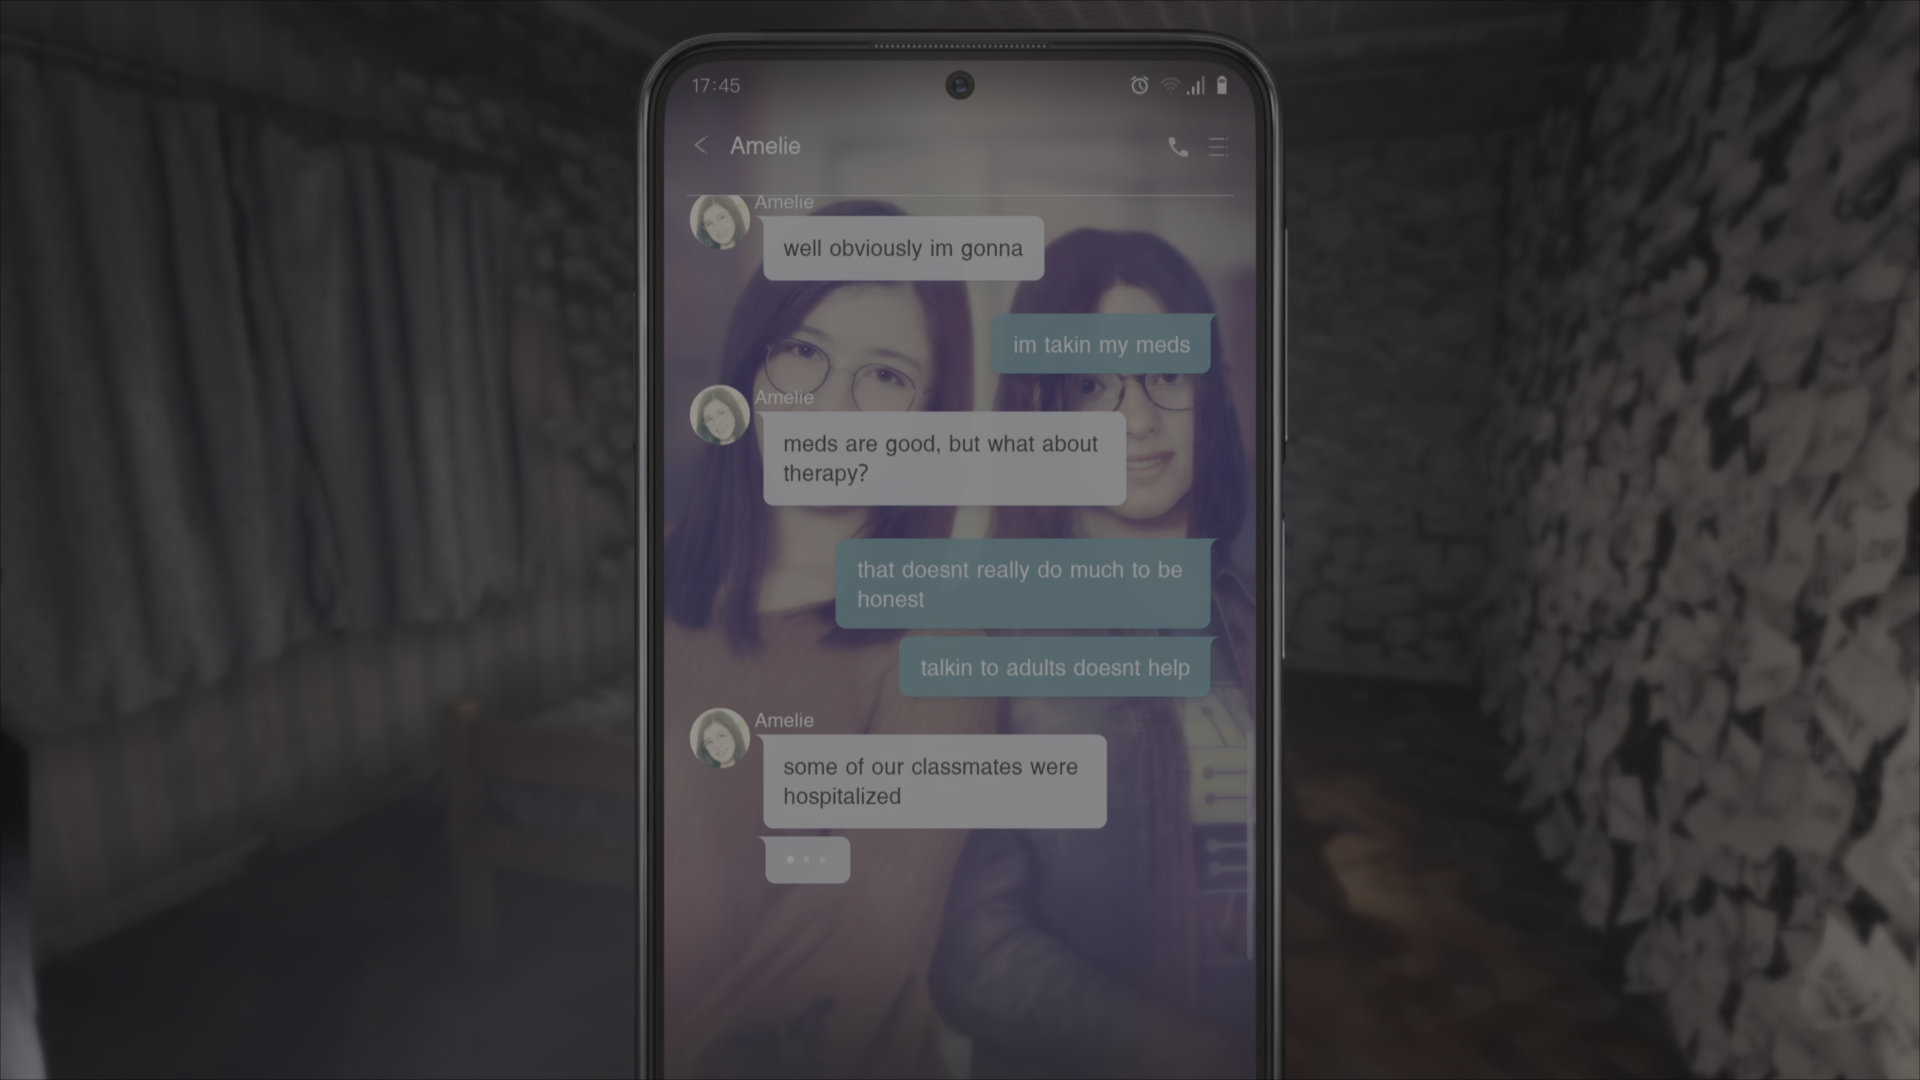 17:45
Amelie
Amelie
well obviously im gonna
im takin my meds
Amelie
meds are good, but what about
therapy?
that doesnt really do much to be
honest
talkin to adults doesnt help
Amelie
some of our classmates were
hospitalized